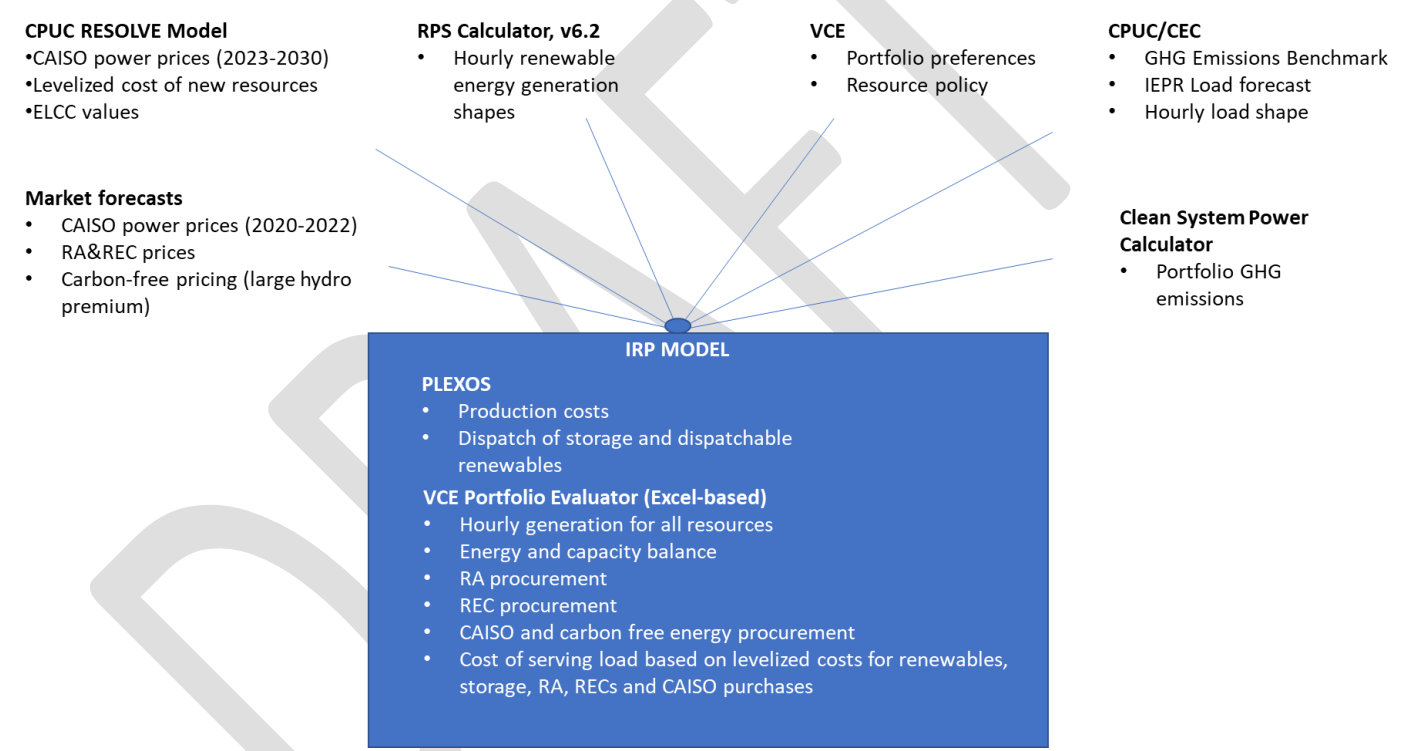 CPUC RESOLVE Model
•CAISO power prices (2023-2030)
•Levelized cost of new resources
•ELCC values
RPS Calculator, v6.2
• Hourly renewable
energy generation
shapes
VCE
• Portfolio preferences
• Resource policy
CPUC/CEC
• GHG Emissions Benchmark
• IEPR Load forecast
• Hourly load shape
Market forecasts
• CAISO power prices (2020-2022)
• RA&REC prices
• Carbon-free pricing (large hydro
premium)
Clean System Power
Calculator
• Portfolio GHG
emissions
IRP MODEL
PLEXOS
• Production costs
• Dispatch of storage and dispatchable
renewables
VCE Portfolio Evaluator (Excel-based)
• Hourly generation for all resources
• Energy and capacity balance
• RA procurement
• REC procurement
• CAISO and carbon free energy procurement
• Cost of serving load based on levelized costs for renewables,
storage, RA, RECs and CAISO purchases
DRAFT